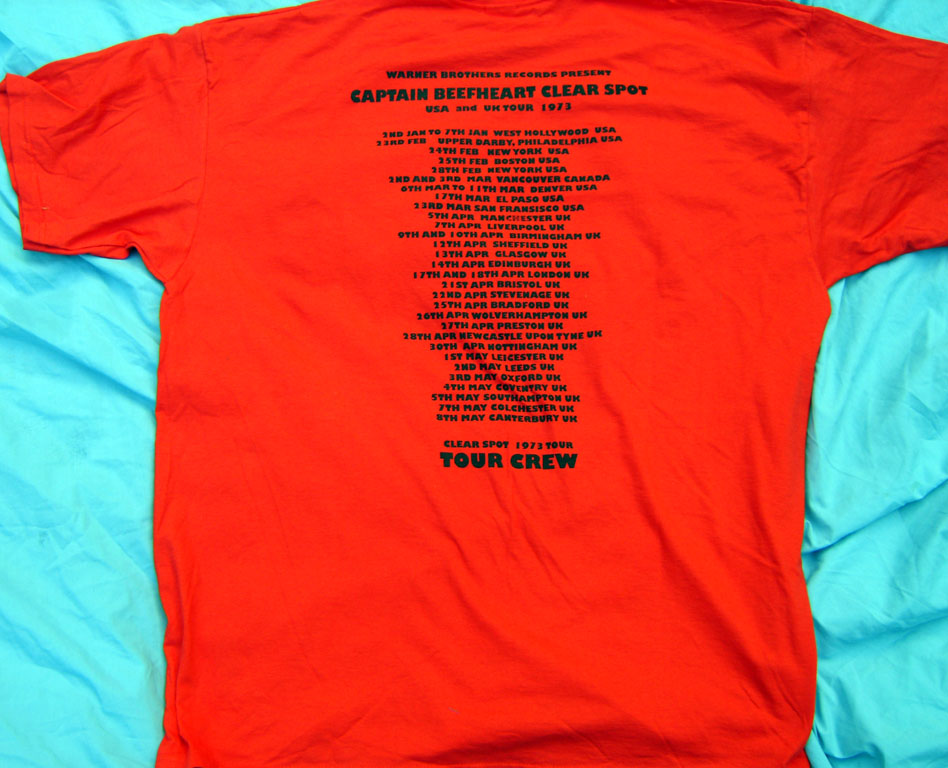 WARNER BROTHERS RECORDS PRESENT
CAPTAIN BEEFHEART CLEAR SPOT
USA and UK TOUR 1973
2ND JAN TO 7TH JAN WEST HOLLYWOOD USA
23RD FEB UPPER DARBY, PHILADELPHIA USA
24TH FEB NEW YORK USA
25TH FEB BOSTON USA
28TH FEB NEW YORK USA
2ND AND 3RD MAR VANCOUVER CANADA
6TH MAR TO 11TH MAR DENVER USA
17TH MAR EL PASO USA
23RD MAR SAN FRANSISCO USA
5TH APR MANCHESTER UK
7TH APR LIVERPOOL UK
9TH AND 10TH APR BIRMINGHAM UK
12TH APR SHEFFIELD UK
13TH APR GLASGOW UK
14TH APR EDINBURGH UK
17TH AND 18TH APR LONDON UK
21ST APR BRISTOL UK
22ND APR STEVENAGE UK
25TH APR BRADFORD UK
26TH APR WOLVERHAMPTON UK
27TH APR PRESTON UK
28TH APR NEWCASTLE UPON TYNE UK
30TH APR NOTTINGHAM UK
1ST MAY LEICESTER UK
2ND MAY LEEDS UK
3RD MAY OXFORD UK
4TH MAY COVENTRY UK
5TH MAY SOUTHAMPTON UK
7TH MAY COLCHESTER UK
8TH MAY CANTERBURY UK
CLEAR SPOT 1973 TOUR
TOUR CREW